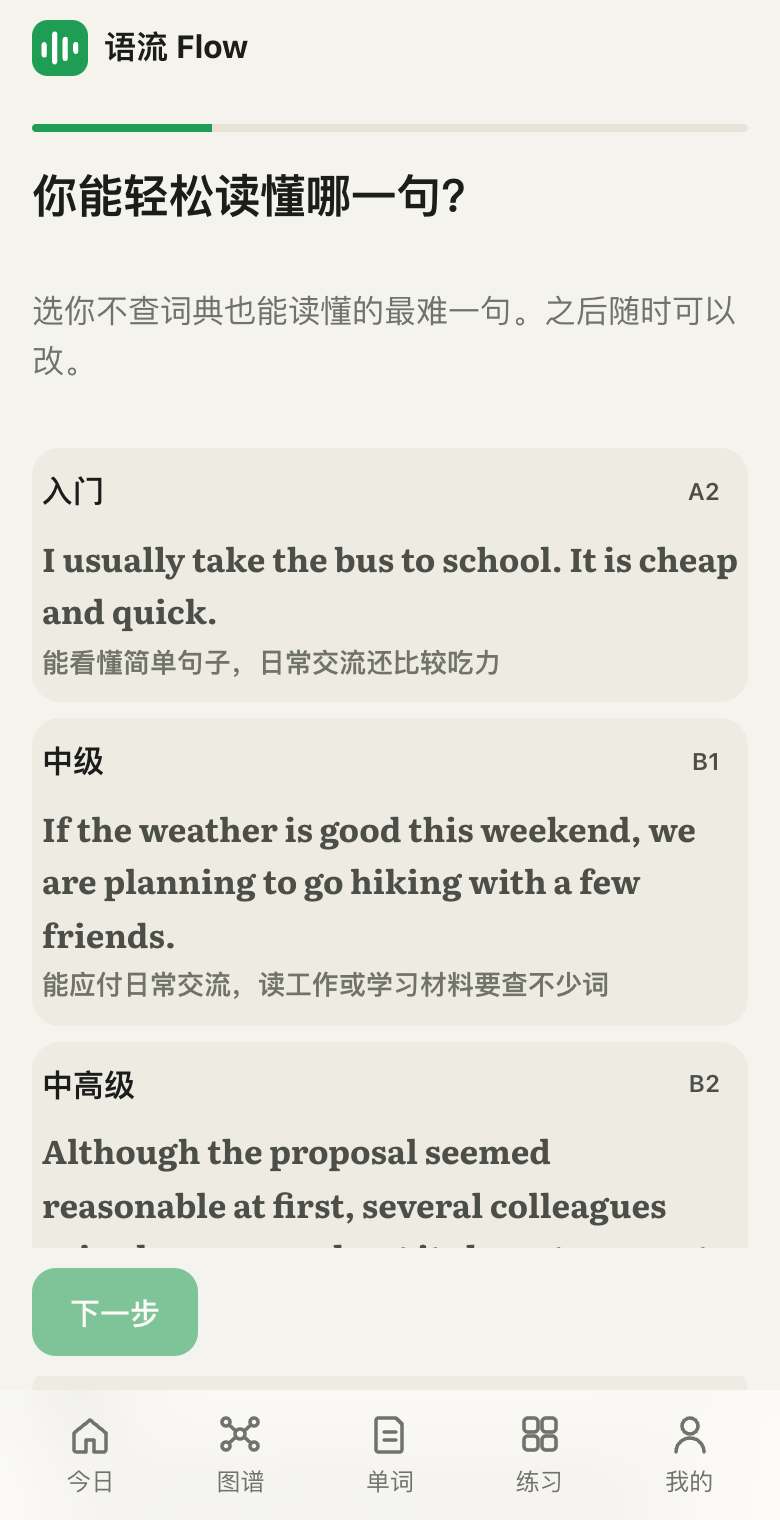 语流 Flow
你能轻松读懂哪一句?
选你不查词典也能读懂的最难一句。之后随时可以
改。
入门
A2
I usually take the bus to school. It is cheap
and quick.
能看懂简单句子，日常交流还比较吃力
中级
B1
If the weather is good this weekend, we
are planning to go hiking with a few
friends.
能应付日常交流，读工作或学习材料要查不少词
中高级
B2
Although the proposal seemed
reasonable at first, several colleagues
下一步
今日
图谱
单词
练习
我的